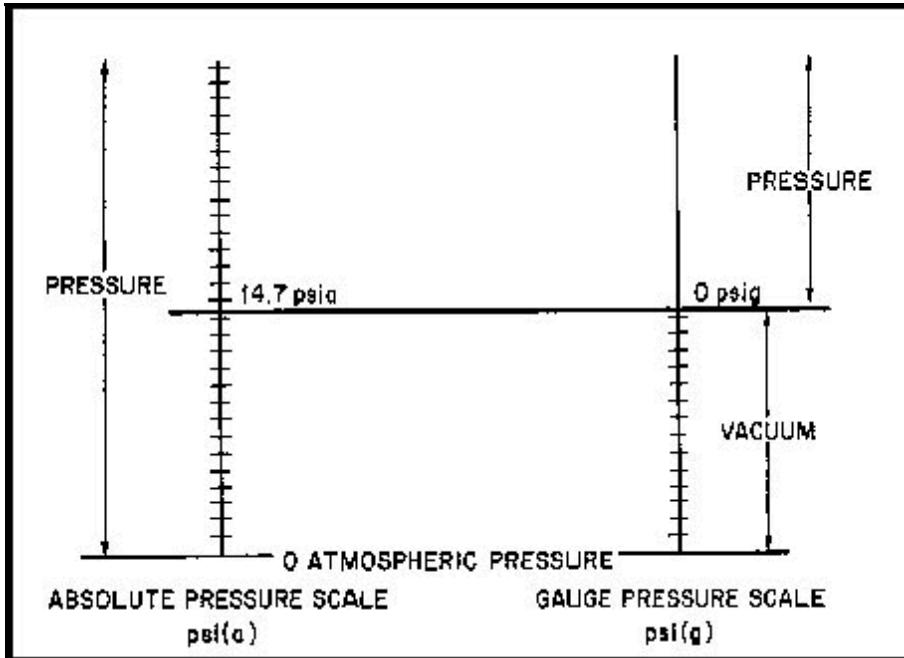 PRESSURE
PRESSURE
14.7 psia
0 psig
VACUUM
0 ATMOSPHERIC PRESSURE
ABSOLUTE PRESSURE SCALE
psi(a)
GAUGE PRESSURE SCALE
psi(g)